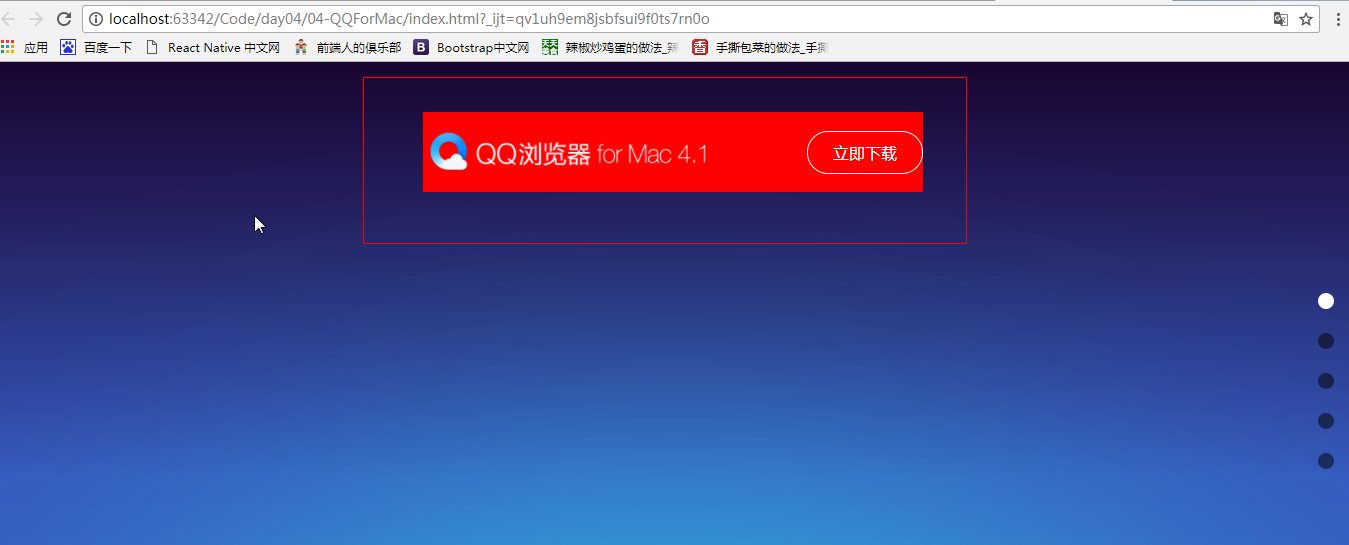 localhost:63342/Code/day04/04-QQForMac/index.html?_ijt=qv1uh9em8jsbfsui9f0ts7rn0o
应用 百度一下 React Native 中文网 前端人的俱乐部 B Bootstrap中文网 辣椒炒鸡蛋的做法_辣 香 手撕包菜的做法_手撕
QQ浏览器 for Mac 4.1 立即下载